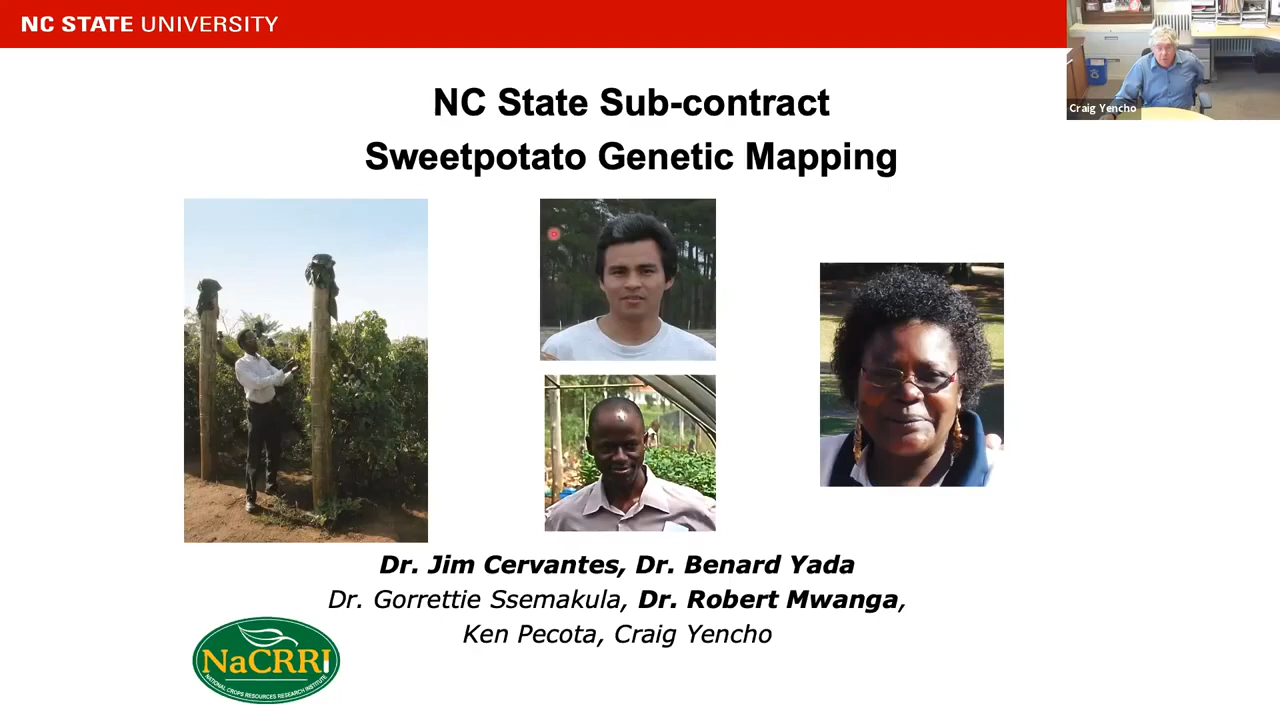 NC STATE UNIVERSITY
Craig Yencho
NC State Sub-contract
Sweetpotato Genetic Mapping
Dr. Jim Cervantes, Dr. Benard Yada
Dr. Gorrettie Ssemakula, Dr. Robert Mwanga,
Ken Pecota, Craig Yencho
NaCRRI
NATIONAL CROPS RESOURCES RESEARCH INSTITUTE